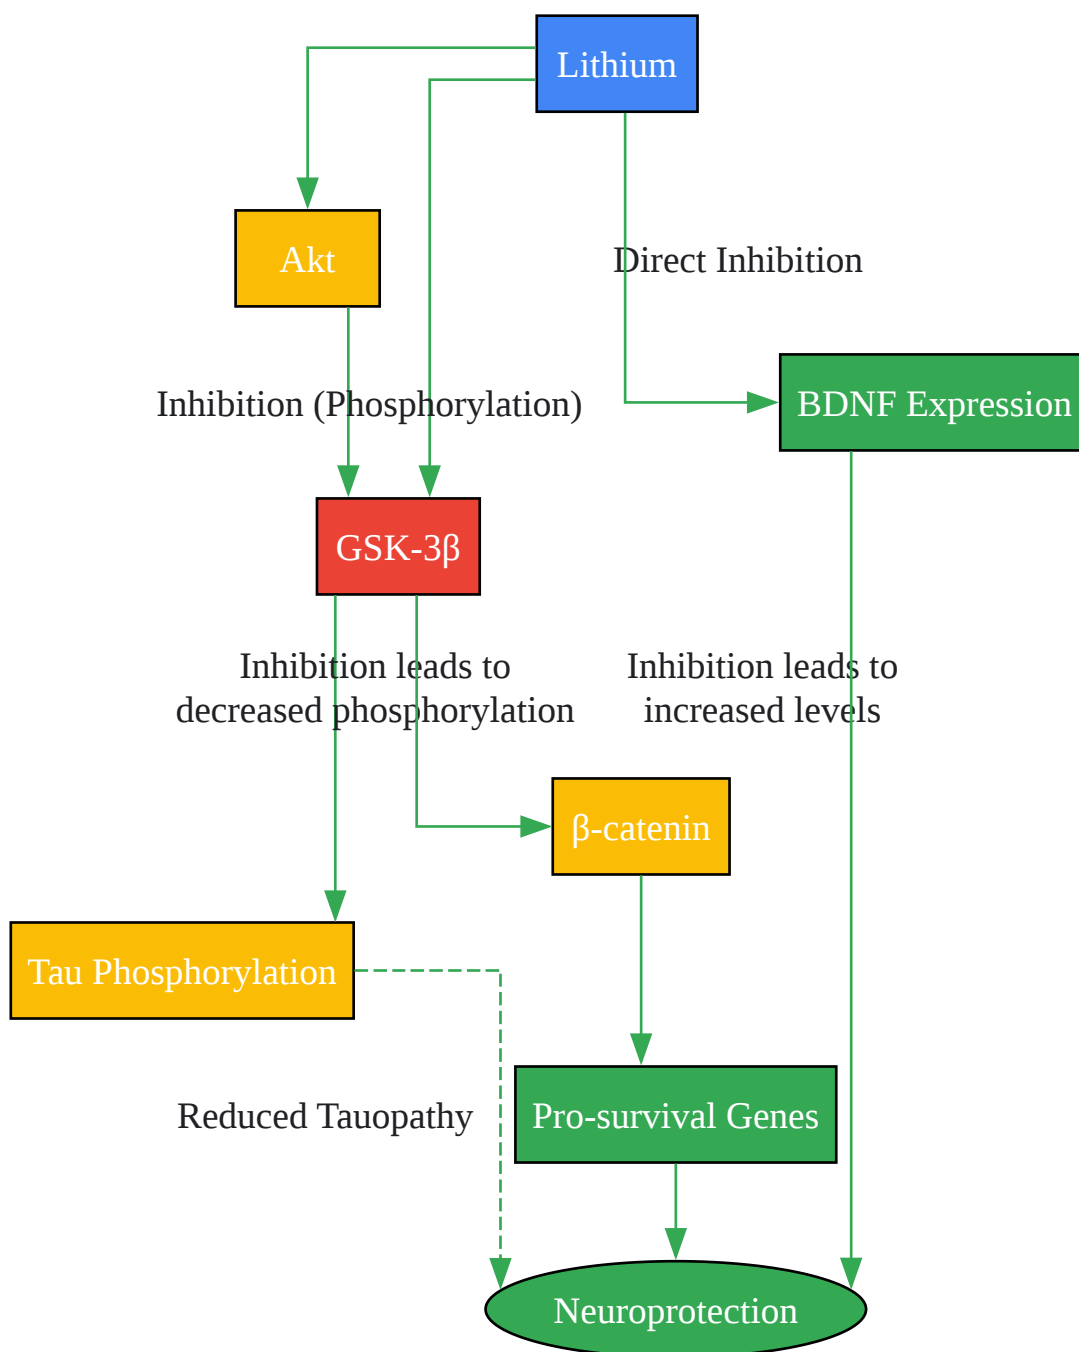 Lithium
Akt
Direct Inhibition
Inhibition (Phosphorylation)
BDNF Expression
GSK-3β
Inhibition leads to
decreased phosphorylation
Inhibition leads to
increased levels
β-catenin
Tau Phosphorylation
Reduced Tauopathy
Pro-survival Genes
Neuroprotection